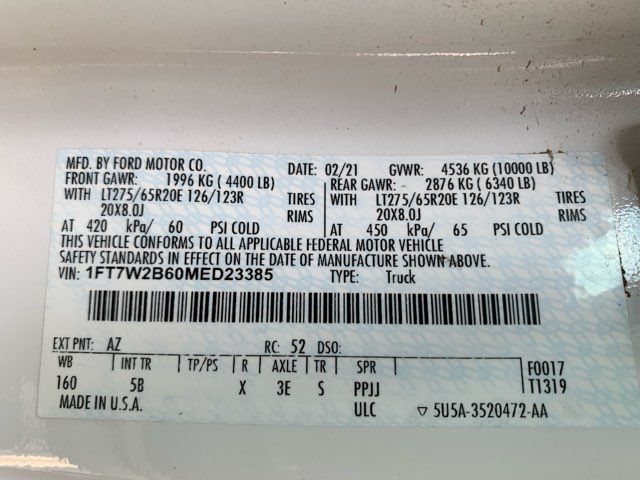 MFD. BY FORD MOTOR CO.
02/21 GVWR: 4536 KG (10000 LB)
FRONT GAWR: 1996 KG ( 4400 LB) REAR GAWR: - 2876 KG ( 6340 LB)
WITH LT275/65R20E 126/123R TIRES WITH LT275/65R20E 126/123R TIRES
20X8.0J RIMS 20X8.0J RIMS
AT 420 kPa/ 60 PSI COLD AT 450 kPa/ 65 PSI COLD
THIS VEHICLE CONFORMS TO ALL APPLICABLE FEDERAL MOTOR VEHICLE
SAFETY STANDARDS IN EFFECT ON THE DATE OF MANUFACTURE SHOWN ABOVE.
VIN: 1FT7W2B60MED23385 TYPE: Truck
EXT PNT: AZ RC: 52 DSO:
WB INT TR TP/PS R AXLE TR SPR F0017
160 5B X 3E S PPJJ T1319
MADE IN U.S.A. ULC ▽ 5U5A-3520472-AA